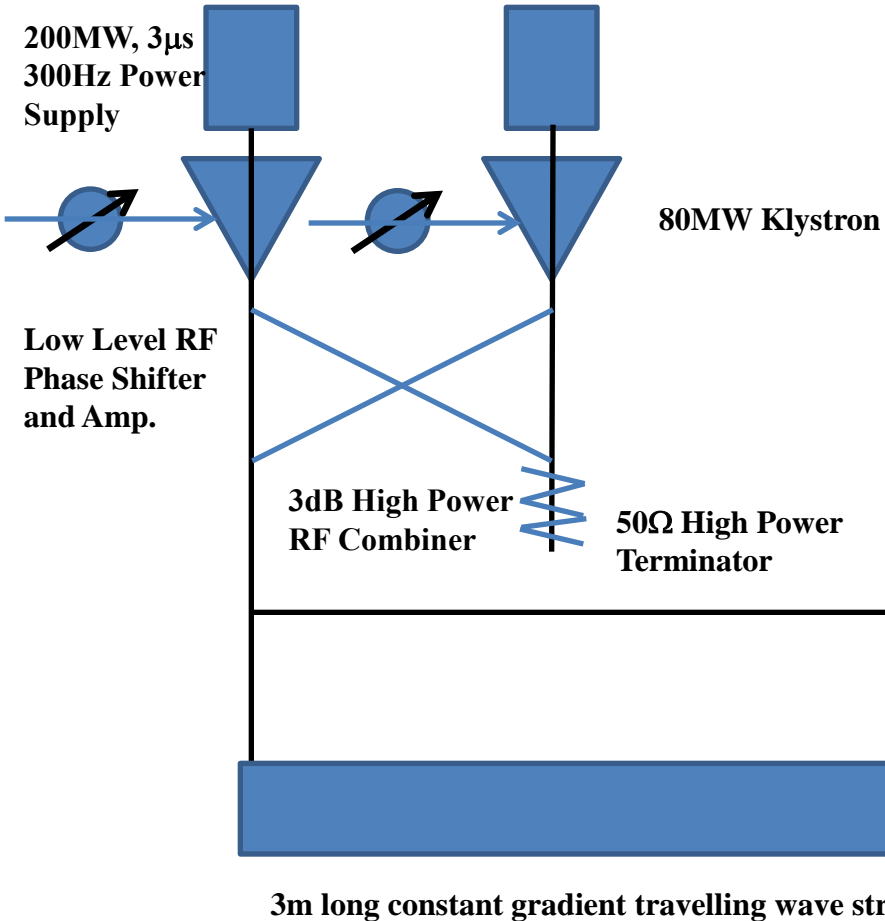 200MW, 3μs
300Hz Power
Supply
80MW Klystron
Low Level RF
Phase Shifter
and Amp.
3dB High Power
RF Combiner
50Ω High Power
Terminator
3m long constant gradient travelling wave str